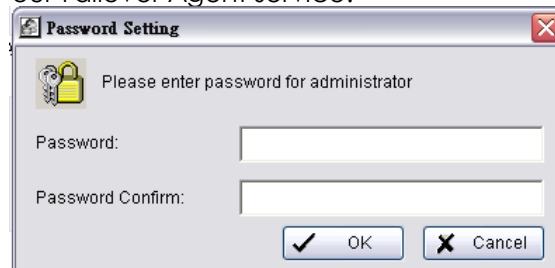 Password Setting
Please enter password for administrator
Password:
Password Confirm:
OK
Cancel